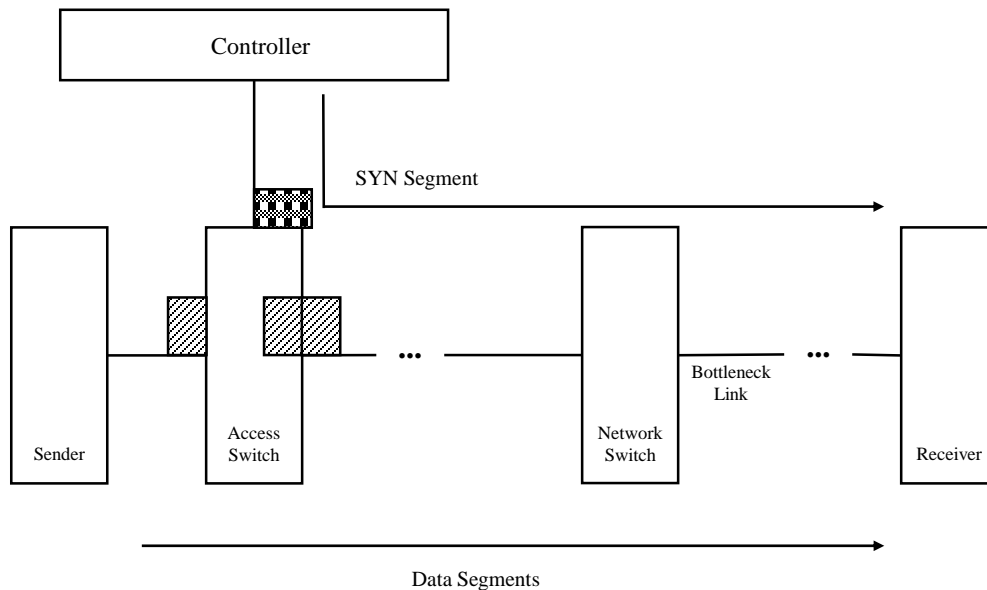 Controller
SYN Segment
Bottleneck
Link
Sender
Access
Switch
Network
Switch
Receiver
Data Segments